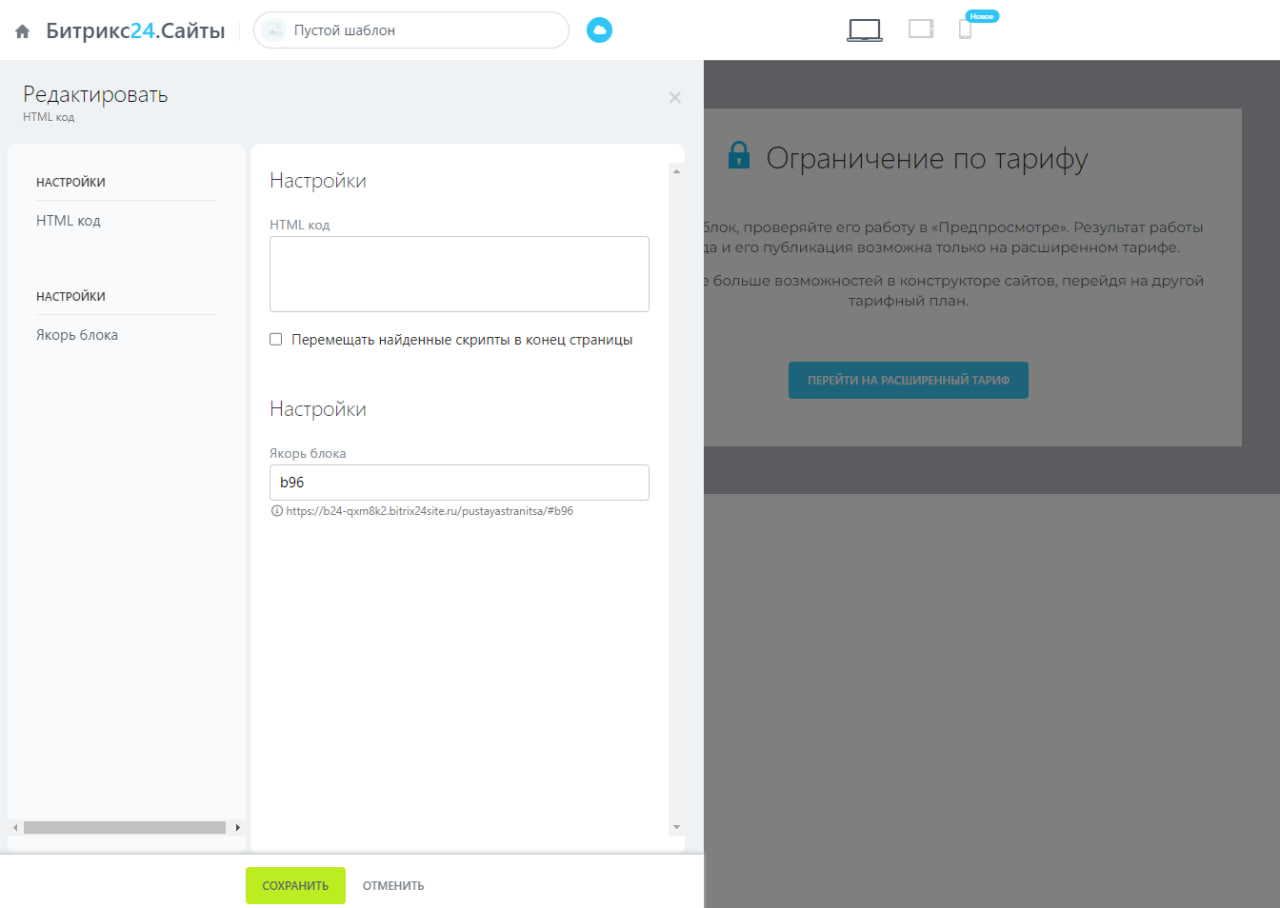 Битрикс24.Сайты
Пустой шаблон
Новое
Редактировать
HTML код
НАСТРОЙКИ
HTML код
НАСТРОЙКИ
Якорь блока
Настройки
HTML код
Перемещать найденные скрипты в конец страницы
Настройки
Якорь блока
b96
https://b24-qxm8k2.bitrix24site.ru/pustayastranitsa/#b96
СОХРАНИТЬ
ОТМЕНИТЬ
Ограничение по тарифу
блок, проверяйте его работу в «Предпросмотре». Результат работы
и его публикация возможна только на расширенном тарифе.
больше возможностей в конструкторе сайтов, перейдя на другой
тарифный план.
ПЕРЕЙТИ НА РАСШИРЕННЫЙ ТАРИФ